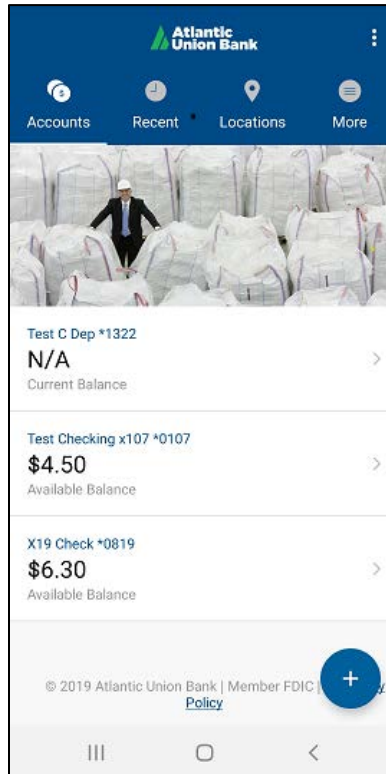 Atlantic
Union Bank
Accounts Recent Locations More
Test C Dep *1322
N/A
Current Balance
Test Checking x107 *0107
$4.50
Available Balance
X19 Check *0819
$6.30
Available Balance
© 2019 Atlantic Union Bank | Member FDIC |
Policy